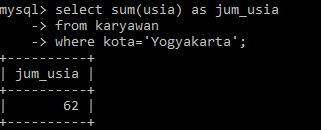 mysql> select sum(usia) as jum_usia
    -> from karyawan
    -> where kota='Yogyakarta';
+----------+
| jum_usia |
+----------+
|       62 |
+----------+